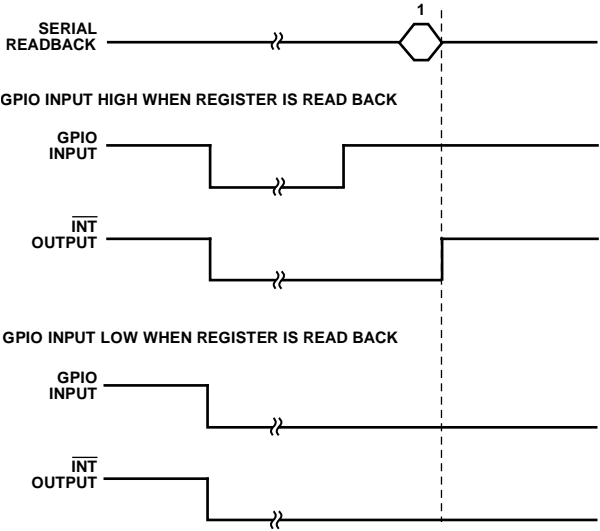 1
SERIAL
READBACK
GPIO INPUT HIGH WHEN REGISTER IS READ BACK
GPIO
INPUT
INT
OUTPUT
GPIO INPUT LOW WHEN REGISTER IS READ BACK
GPIO
INPUT
INT
OUTPUT